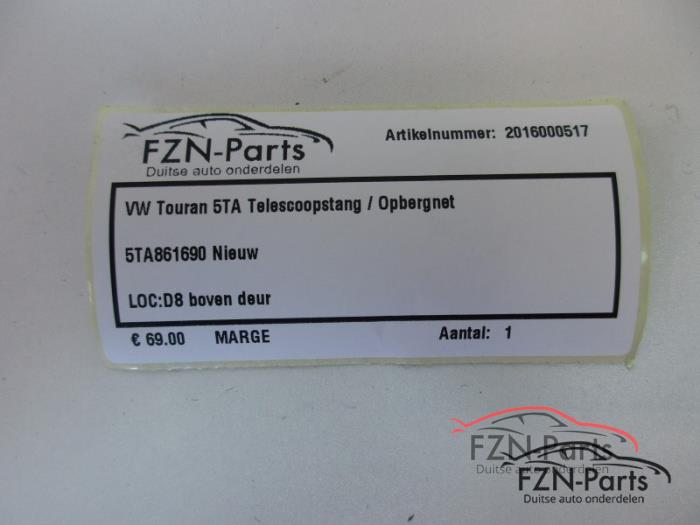 FZN-Parts
Duitse auto onderdelen
Artikelnummer: 2016000517
VW Touran 5TA Telescoopstang / Opbergnet
5TA861690 Nieuw
LOC:D8 boven deur
€ 69.00 MARGE Aantal: 1
FZN-Parts
Duitse auto onderdelen
FZN-Parts
Duitse auto onderdelen